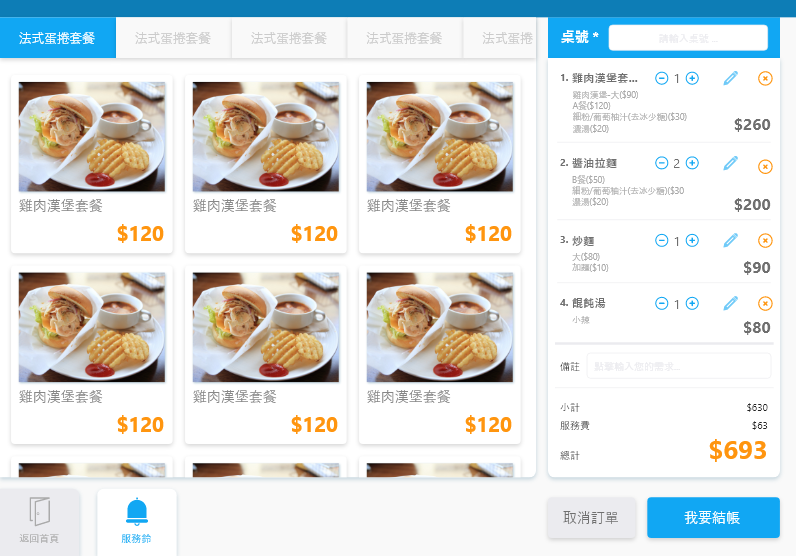 法式蛋捲套餐 法式蛋捲套餐 法式蛋捲套餐 法式蛋捲套餐 法式蛋捲
雞肉漢堡套餐 雞肉漢堡套餐 雞肉漢堡套餐
$120 $120 $120
雞肉漢堡套餐 雞肉漢堡套餐 雞肉漢堡套餐
$120 $120 $120
返回首頁
服務鈴
桌號 * 請輸入桌號 ...
1. 雞肉漢堡套... 1
雞肉漢堡-大($90)
A餐($120)
細粉/葡萄柚汁(去冰少糖)($30)
濃湯($20)
$260
2. 醬油拉麵 2
B餐($50)
細粉/葡萄柚汁(去冰少糖)($30
濃湯($20)
$200
3. 炒麵 1
大($80)
加麵($10)
$90
4. 餛飩湯 1
小辣
$80
備註 點單輸入您的需求...
小計 $630
服務費 $63
總計 $693
取消訂單 我要結帳